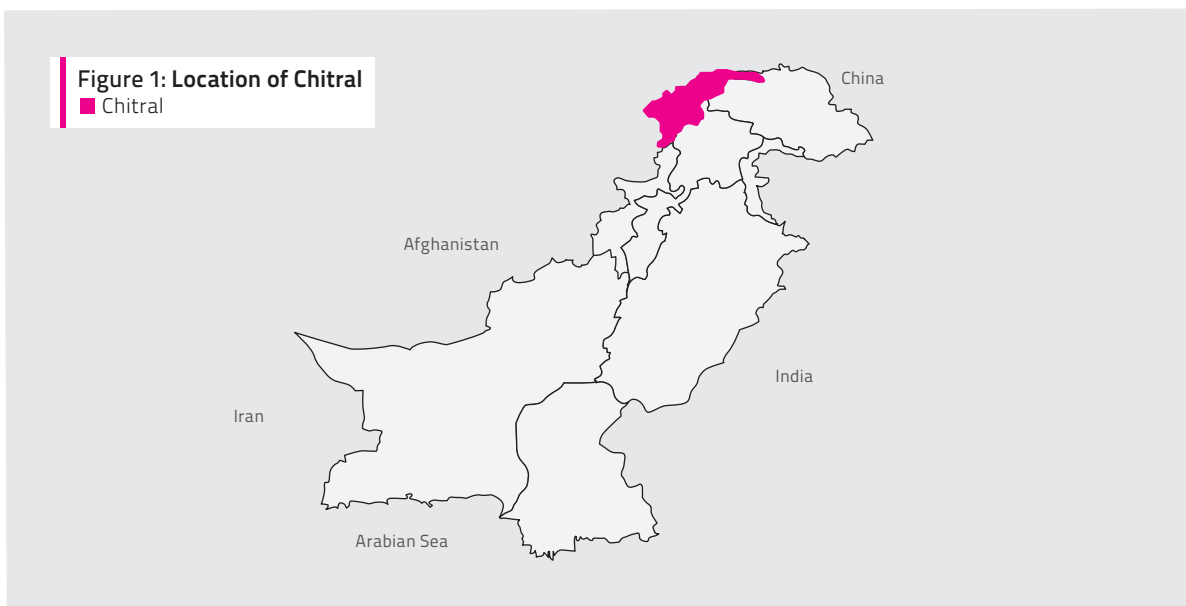 Figure 1: Location of Chitral
Chitral
China
Afghanistan
India
Iran
Arabian Sea